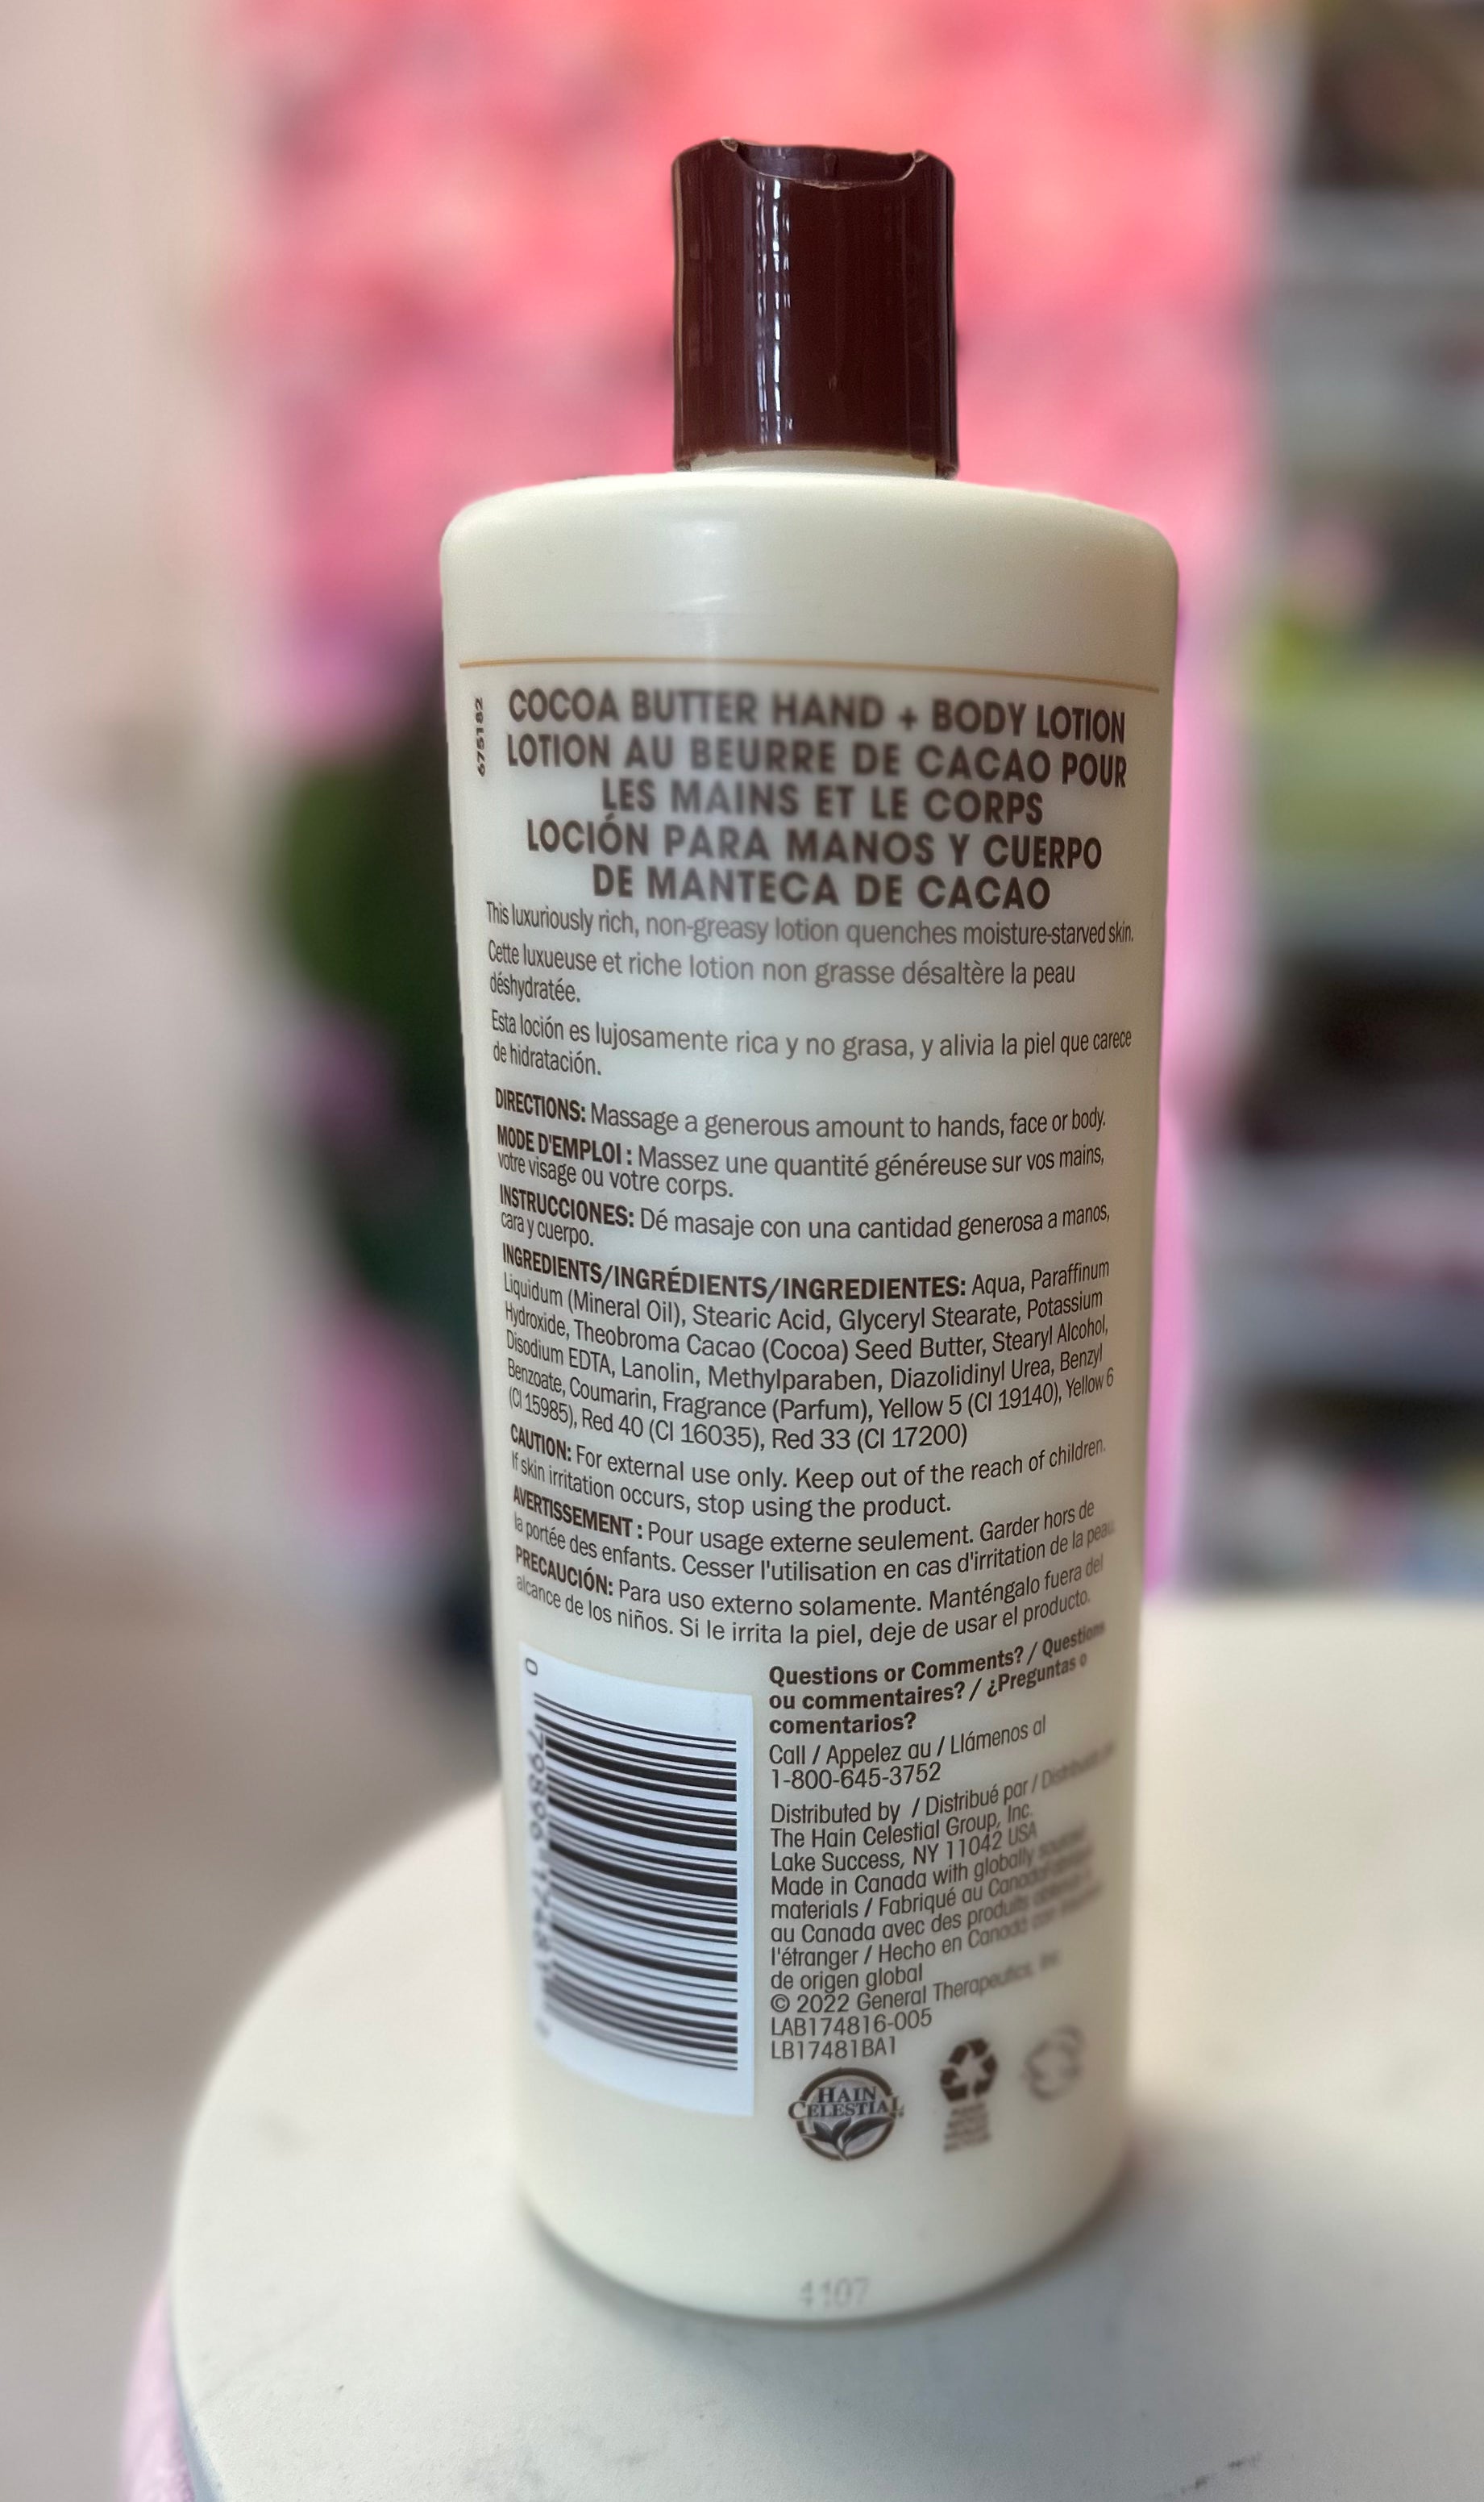 675182
COCOA BUTTER HAND + BODY LOTION
LOTION AU BEURRE DE CACAO POUR
LES MAINS ET LE CORPS
LOCIÓN PARA MANOS Y CUERPO
DE MANTECA DE CACAO
This luxuriously rich, non-greasy lotion quenches moisture-starved skin.
Cette luxueuse et riche lotion non grasse désaltère la peau
déshydratée.
Esta loción es lujosamente rica y no grasa, y alivia la piel que carece
de hidratación.
DIRECTIONS: Massage a generous amount to hands, face or body.
MODE D'EMPLOI : Massez une quantité généreuse sur vos mains,
votre visage ou votre corps.
INSTRUCCIONES: Dé masaje con una cantidad generosa a manos,
cara y cuerpo.
INGREDIENTS/INGRÉDIENTS/INGREDIENTES: Aqua, Paraffinum
Liquidum (Mineral Oil), Stearic Acid, Glyceryl Stearate, Potassium
Hydroxide, Theobroma Cacao (Cocoa) Seed Butter, Stearyl Alcohol,
Disodium EDTA, Lanolin, Methylparaben, Diazolidinyl Urea, Benzyl
Benzoate, Coumarin, Fragrance (Parfum), Yellow 5 (CI 19140), Yellow 6
(CI 15985), Red 40 (CI 16035), Red 33 (CI 17200)
CAUTION: For external use only. Keep out of the reach of children.
If skin irritation occurs, stop using the product.
AVERTISSEMENT : Pour usage externe seulement. Garder hors de
la portée des enfants. Cesser l'utilisation en cas d'irritation de la peau.
PRECAUCIÓN: Para uso externo solamente. Manténgalo fuera del
alcance de los niños. Si le irrita la piel, deje de usar el producto.
Questions or Comments? / Questions
ou commentaires? / ¿Preguntas o
comentarios?
Call / Appelez au / Llámenos al
1-800-645-3752
Distributed by / Distribué par /
The Hain Celestial Group, Inc.
Lake Success, NY 11042 USA
Made in Canada with globally sourced
materials / Fabriqué au Canada
au Canada avec des produits
l'étranger / Hecho en Canadá con
de origen global
© 2022 General Therapeutics, Inc.
LAB174816-005
LB17481BA1
HAIN
CELESTIAL
4107